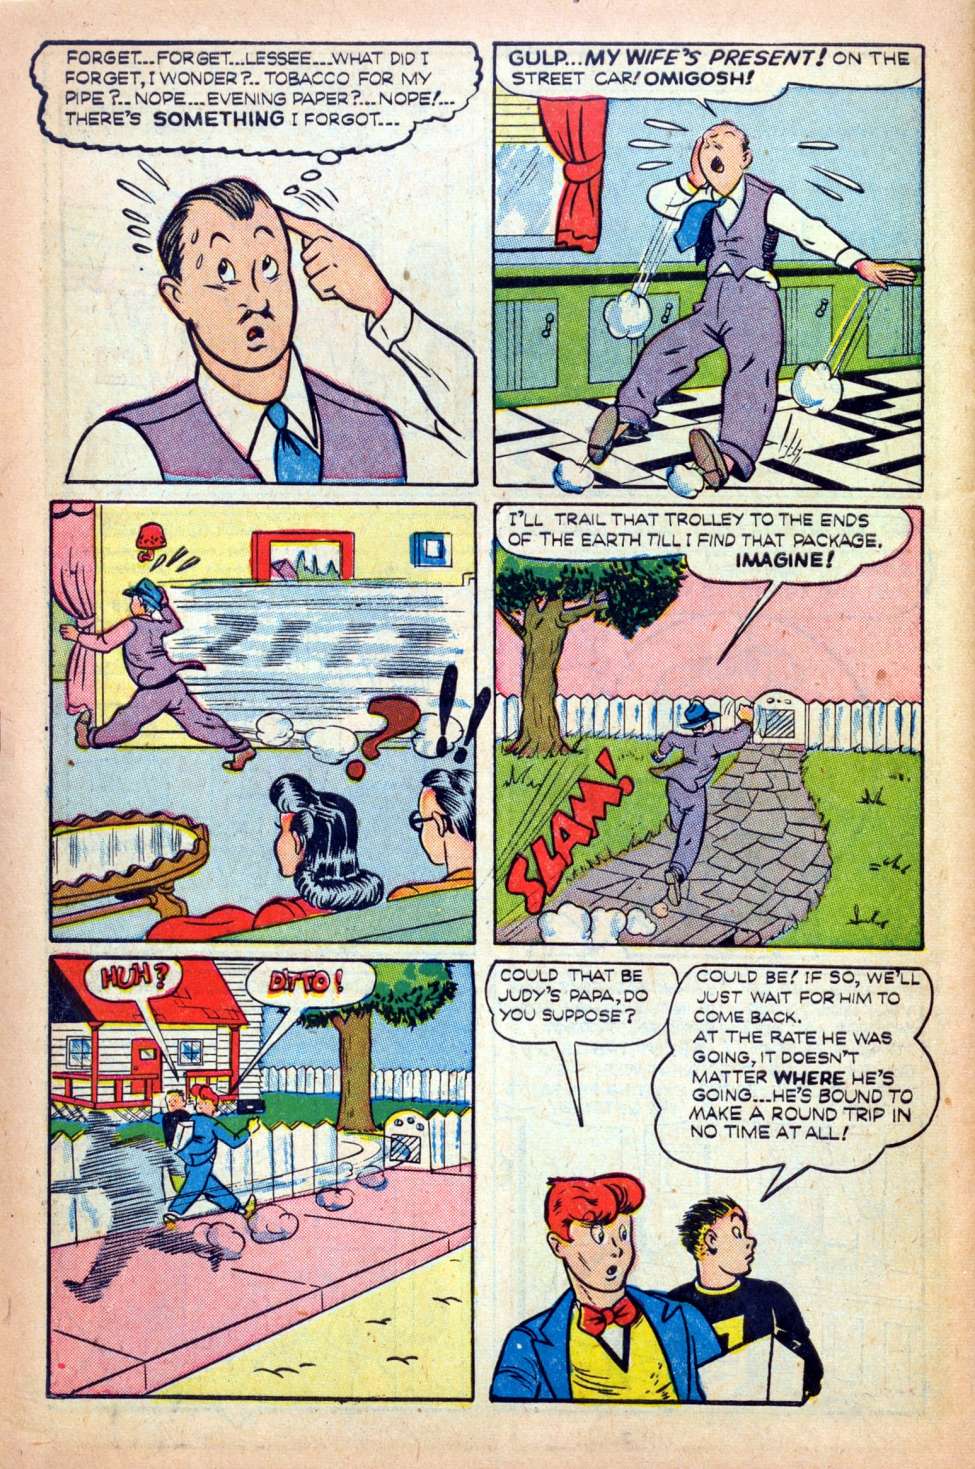 FORGET...FORGET...LESSEE....WHAT DID I
FORGET, I WONDER?.. TOBACCO FOR MY
PIPE?...NOPE....EVENING PAPER?...NOPE!...
THERE'S SOMETHING I FORGOT...
GULP...MY WIFE'S PRESENT! ON THE
STREET CAR! OMIGOSH!
?
!!
I'LL TRAIL THAT TROLLEY TO THE ENDS
OF THE EARTH TILL I FIND THAT PACKAGE.
IMAGINE!
SLAM!
HUH?
DITTO!
COULD THAT BE
JUDY'S PAPA, DO
YOU SUPPOSE?
COULD BE! IF SO, WE'LL
JUST WAIT FOR HIM TO
COME BACK.
AT THE RATE HE WAS
GOING, IT DOESN'T
MATTER WHERE HE'S
GOING...HE'S BOUND TO
MAKE A ROUND TRIP IN
NO TIME AT ALL!